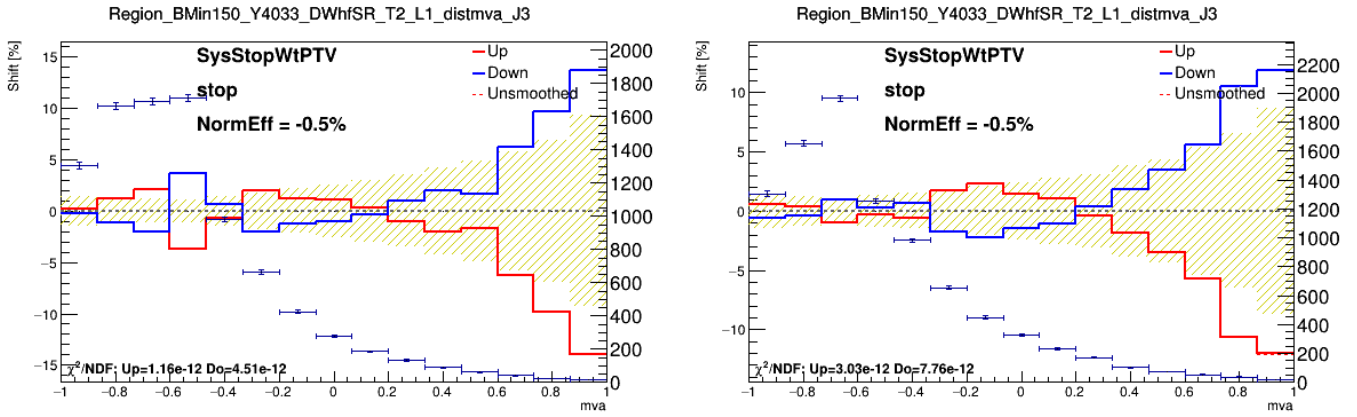 Region_BMin150_Y4033_DWhfSR_T2_L1_distmva_J3
Shift [%]
SysStopWtPTV
stop
NormEff = -0.5%
Up
Down
Unsmoothed
15
10
5
0
−5
−10
−15
2000
1800
1600
1400
1200
1000
800
600
400
200
0
χ²/NDF: Up=1.16e-12 Do=4.51e-12
−1 −0.8 −0.6 −0.4 −0.2 0 0.2 0.4 0.6 0.8 1
mva
Region_BMin150_Y4033_DWhfSR_T2_L1_distmva_J3
Shift [%]
SysStopWtPTV
stop
NormEff = -0.5%
Up
Down
Unsmoothed
10
5
0
−5
−10
2200
2000
1800
1600
1400
1200
1000
800
600
400
200
0
χ²/NDF: Up=3.03e-12 Do=7.76e-12
−1 −0.8 −0.6 −0.4 −0.2 0 0.2 0.4 0.6 0.8 1
mva